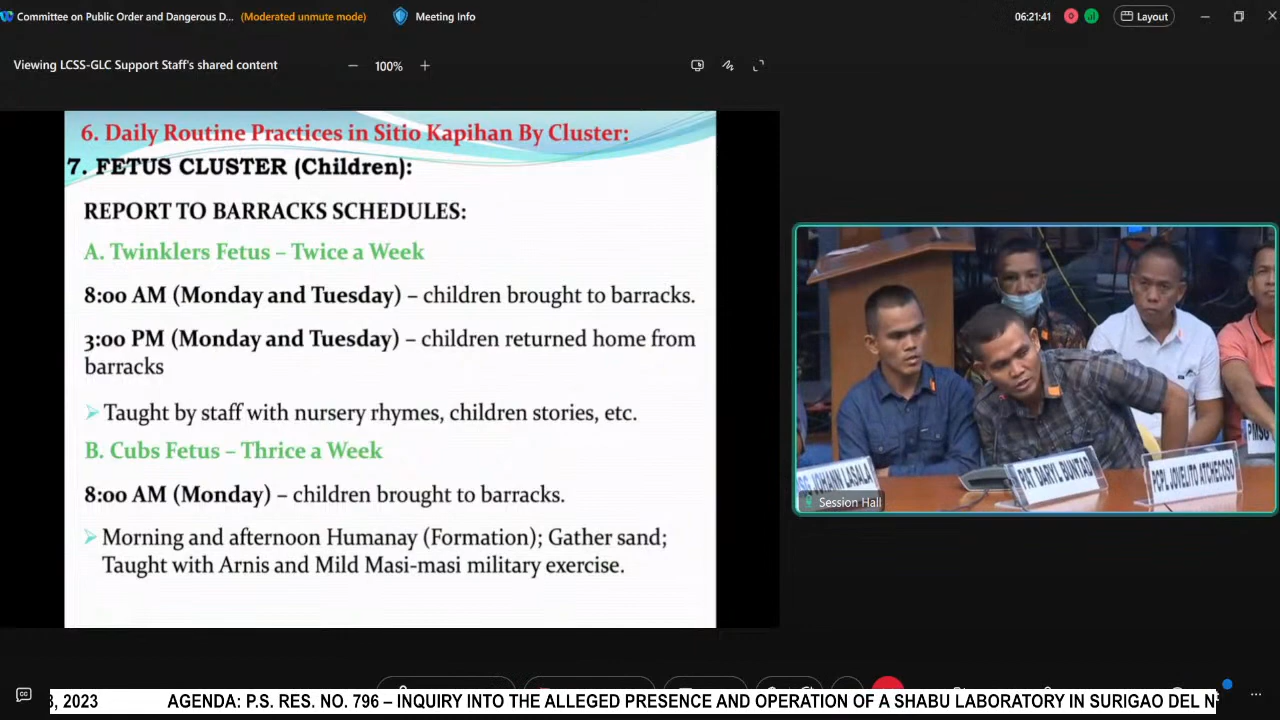 Committee on Public Order and Dangerous D... (Moderated unmute mode) Meeting Info 06:21:41 Layout
Viewing LCSS-GLC Support Staff's shared content 100%
6. Daily Routine Practices in Sitio Kapihan By Cluster:
7. FETUS CLUSTER (Children):
REPORT TO BARRACKS SCHEDULES:
A. Twinklers Fetus – Twice a Week
8:00 AM (Monday and Tuesday) – children brought to barracks.
3:00 PM (Monday and Tuesday) – children returned home from
barracks
Taught by staff with nursery rhymes, children stories, etc.
B. Cubs Fetus – Thrice a Week
8:00 AM (Monday) – children brought to barracks.
Morning and afternoon Humanay (Formation); Gather sand;
Taught with Arnis and Mild Masi-masi military exercise.
JOHANN LASALA
PAT DARYL BUNTAD
PCPL JOVELITO ATCHECOSO
PMSG
Session Hall
CC
, 2023 AGENDA: P.S. RES. NO. 796 – INQUIRY INTO THE ALLEGED PRESENCE AND OPERATION OF A SHABU LABORATORY IN SURIGAO DEL N